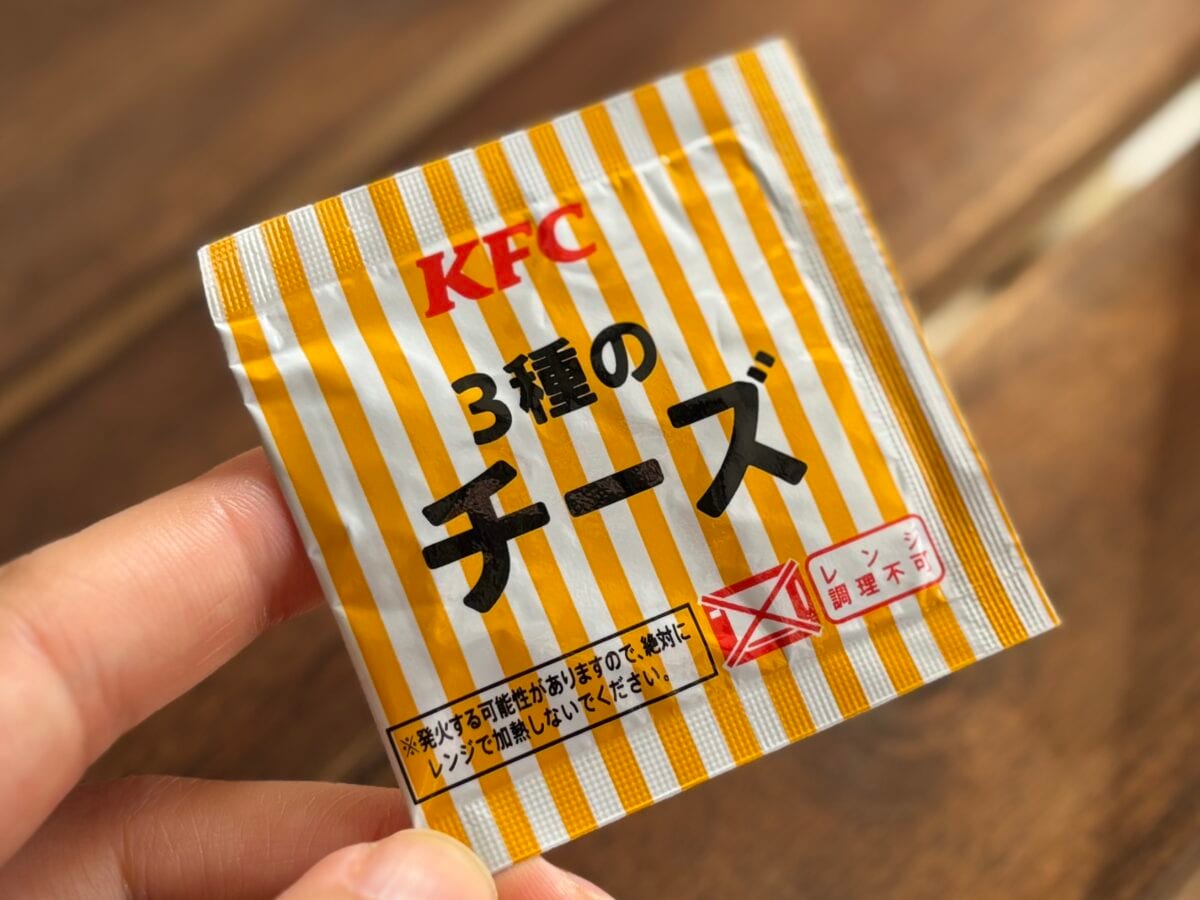 KFC
3種の
チーズ
レンジ
調理不可
※発火する可能性がありますので、絶対に
レンジで加熱しないでください。